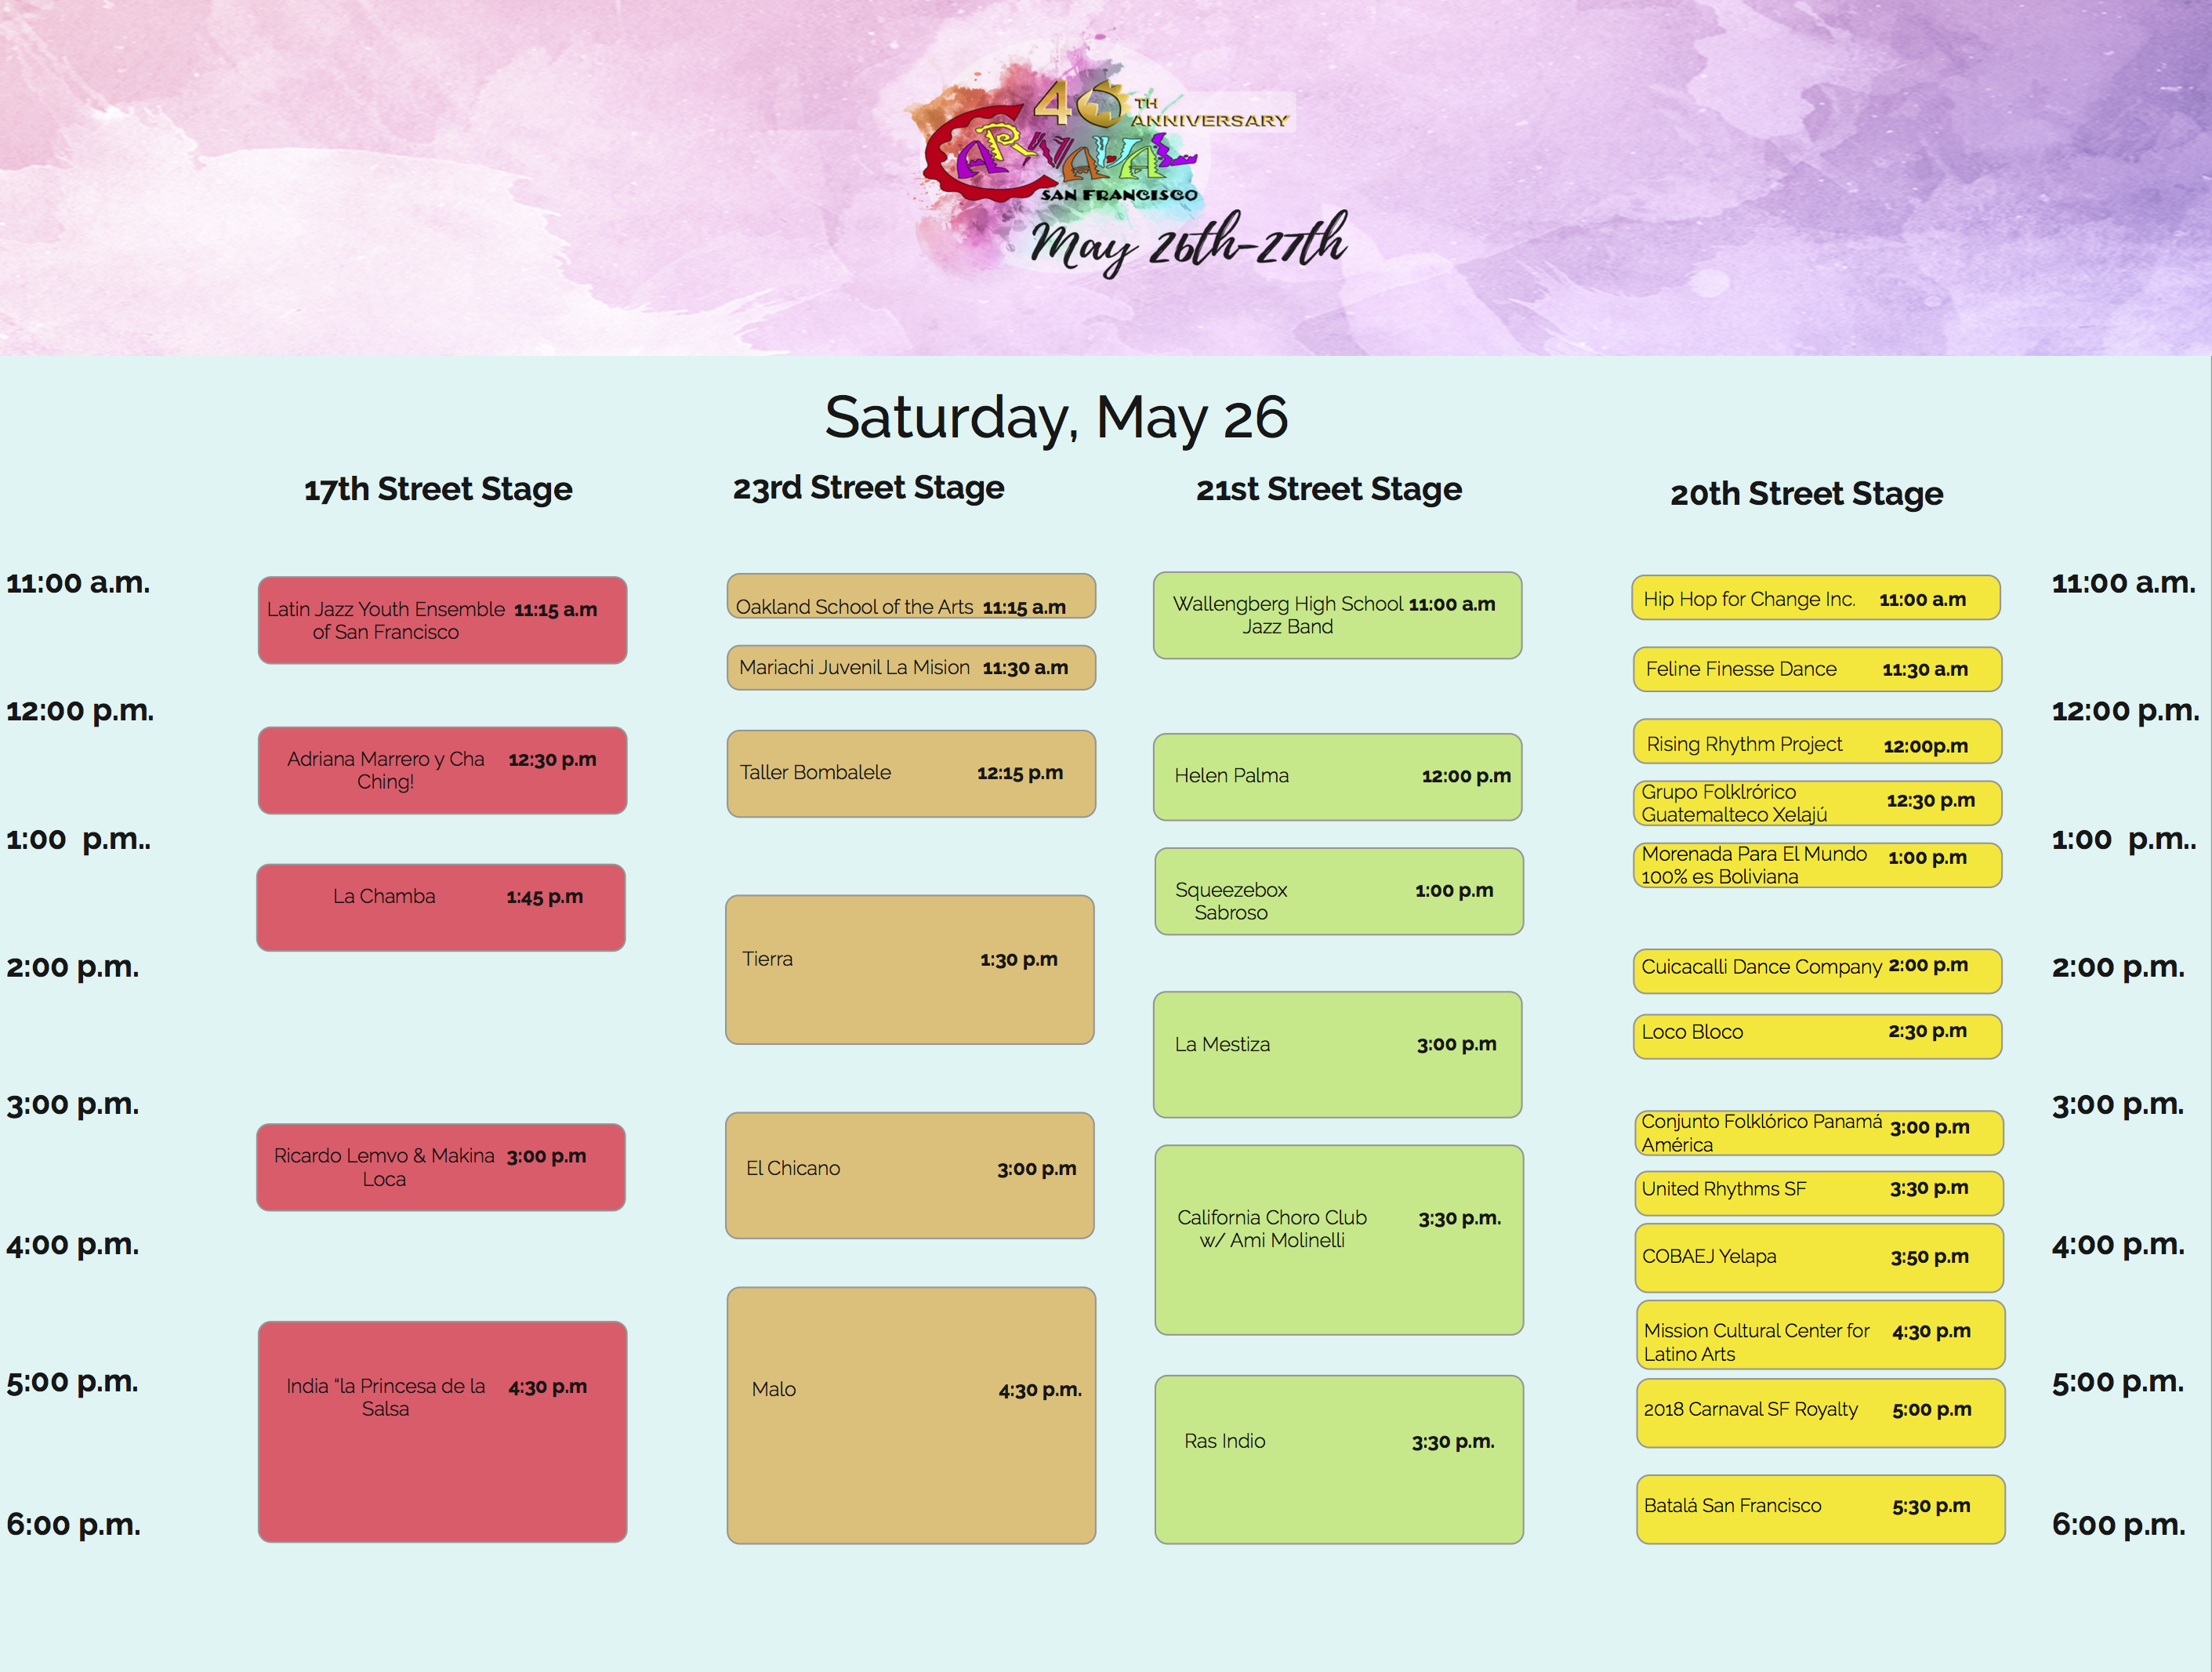 40 TH
ANNIVERSARY
CARNAVAL
SAN FRANCISCO
May 26th-27th
Saturday, May 26
17th Street Stage
23rd Street Stage
21st Street Stage
20th Street Stage
11:00 a.m.
12:00 p.m.
1:00 p.m..
2:00 p.m.
3:00 p.m.
4:00 p.m.
5:00 p.m.
6:00 p.m.
Latin Jazz Youth Ensemble 11:15 a.m
of San Francisco
Adriana Marrero y Cha 12:30 p.m
Ching!
La Chamba 1:45 p.m
Ricardo Lemvo & Makina 3:00 p.m
Loca
India “la Princesa de la 4:30 p.m
Salsa
Oakland School of the Arts 11:15 a.m
Mariachi Juvenil La Mision 11:30 a.m
Taller Bombalele 12:15 p.m
Tierra 1:30 p.m
El Chicano 3:00 p.m
Malo 4:30 p.m.
Wallengberg High School 11:00 a.m
Jazz Band
Helen Palma 12:00 p.m
Squeezebox 1:00 p.m
Sabroso
La Mestiza 3:00 p.m
California Choro Club 3:30 p.m.
w/ Ami Molinelli
Ras Indio 3:30 p.m.
Hip Hop for Change Inc. 11:00 a.m
Feline Finesse Dance 11:30 a.m
Rising Rhythm Project 12:00p.m
Grupo Folklrórico 12:30 p.m
Guatemalteco Xelajú
Morenada Para El Mundo 1:00 p.m
100% es Boliviana
Cuicacalli Dance Company 2:00 p.m
Loco Bloco 2:30 p.m
Conjunto Folklórico Panamá 3:00 p.m
América
United Rhythms SF 3:30 p.m
COBAEJ Yelapa 3:50 p.m
Mission Cultural Center for 4:30 p.m
Latino Arts
2018 Carnaval SF Royalty 5:00 p.m
Batalá San Francisco 5:30 p.m
11:00 a.m.
12:00 p.m.
1:00 p.m..
2:00 p.m.
3:00 p.m.
4:00 p.m.
5:00 p.m.
6:00 p.m.